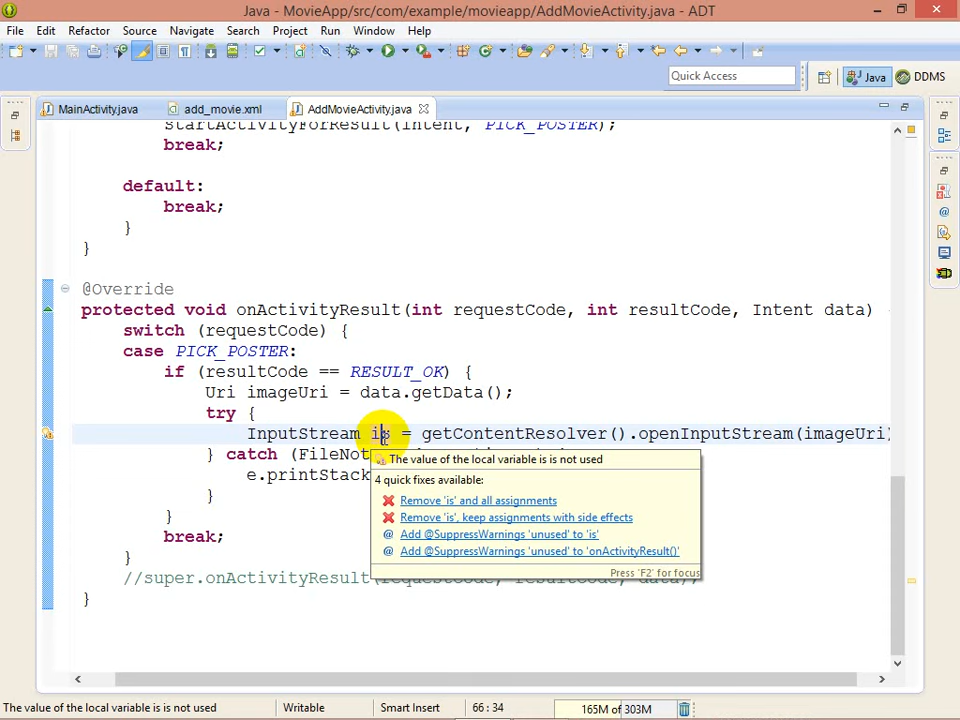 Java - MovieApp/src/com/example/movieapp/AddMovieActivity.java - ADT
File Edit Refactor Source Navigate Search Project Run Window Help
Quick Access
Java
DDMS
MainActivity.java
add_movie.xml
AddMovieActivity.java
startActivityForResult(intent, PICK_POSTER);
break;
default:
break;
}
}
@Override
protected void onActivityResult(int requestCode, int resultCode, Intent data)
switch (requestCode) {
case PICK_POSTER:
if (resultCode == RESULT_OK) {
Uri imageUri = data.getData();
try {
InputStream is = getContentResolver().openInputStream(imageUri)
} catch (FileNot
e.printStack
}
}
break;
}
//super.onActivityResult(requestCode, resultCode, data);
}
The value of the local variable is is not used
4 quick fixes available:
Remove 'is' and all assignments
Remove 'is', keep assignments with side effects
@ Add @SuppressWarnings 'unused' to 'is'
@ Add @SuppressWarnings 'unused' to 'onActivityResult()'
Press 'F2' for focus
The value of the local variable is is not used
Writable
Smart Insert
66 : 34
165M of 303M